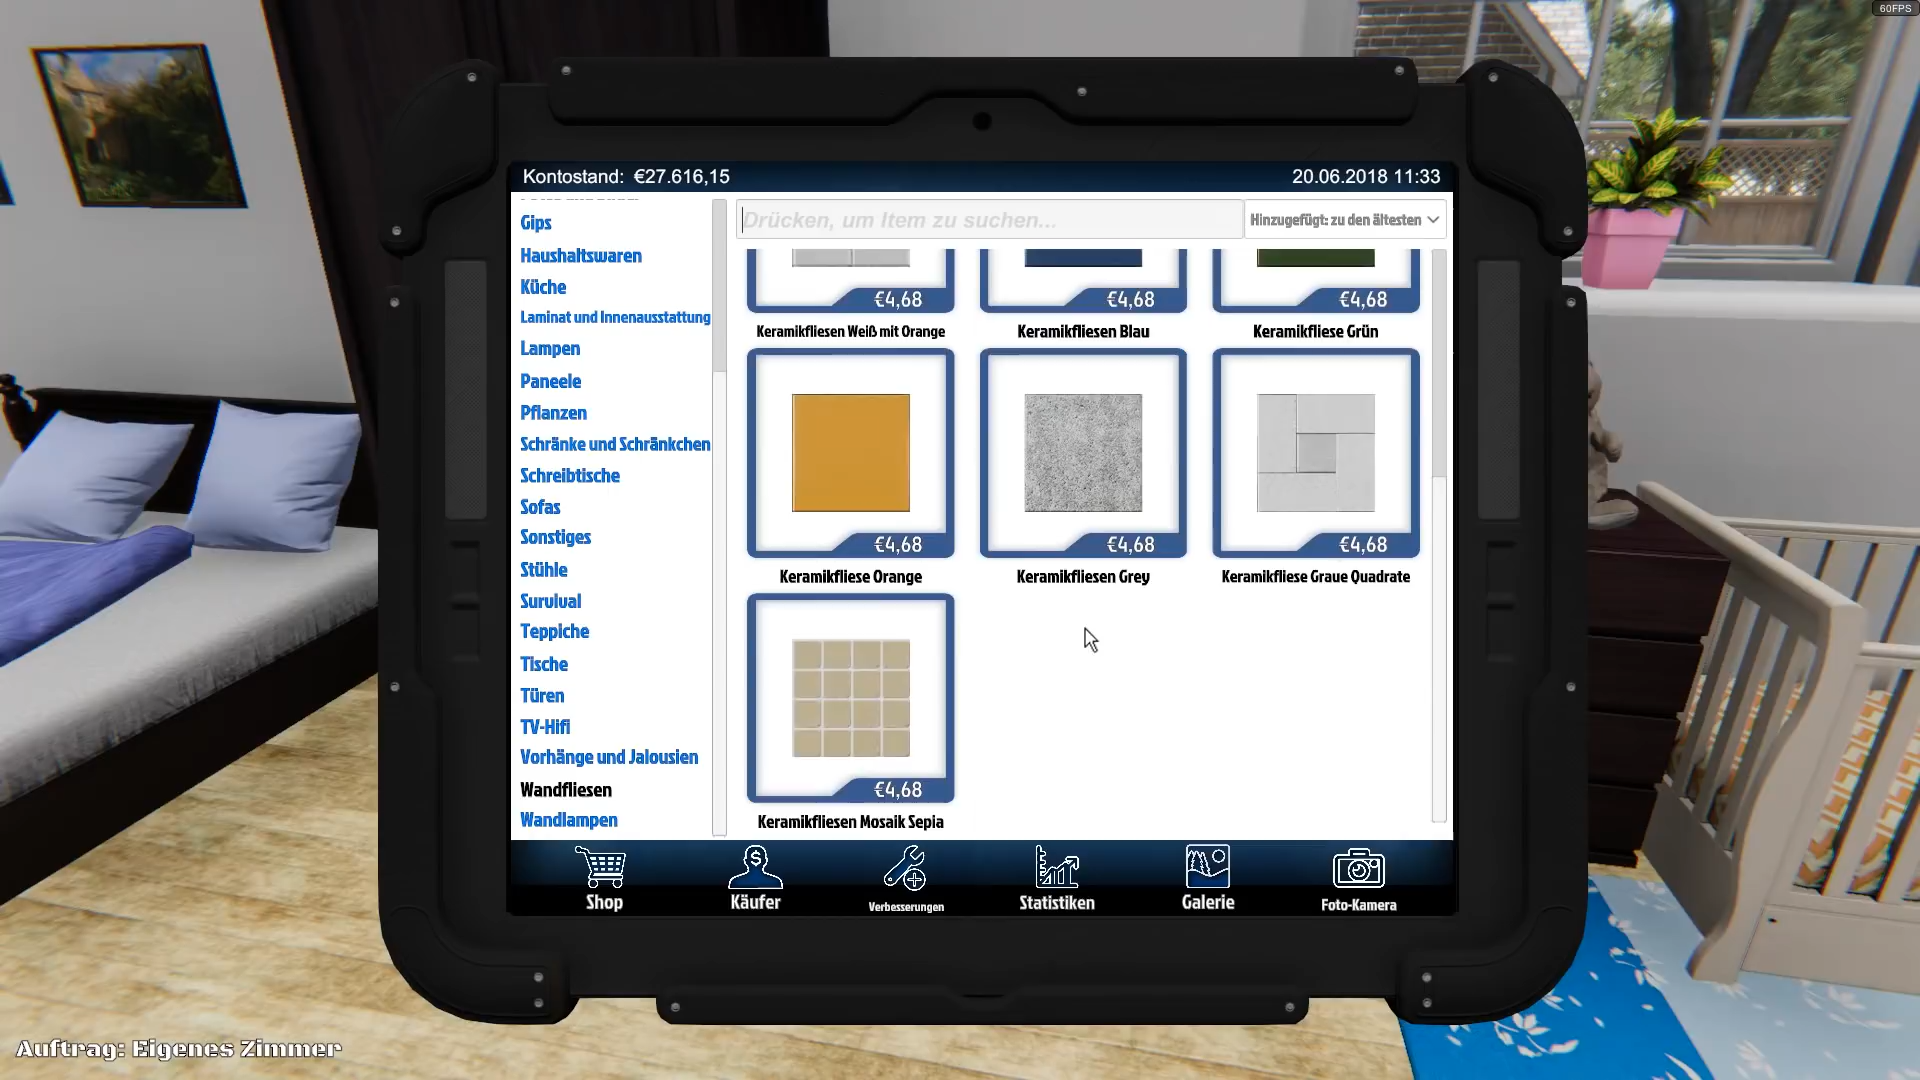 60FPS
Kontostand: €27.616,15
20.06.2018 11:33
Drücken, um Item zu suchen...
Hinzugefügt: zu den ältesten
Gips
Haushaltswaren
Küche
Laminat und Innenausstattung
Lampen
Paneele
Pflanzen
Schränke und Schränkchen
Schreibtische
Sofas
Sonstiges
Stühle
Survival
Teppiche
Tische
Türen
TV-Hifi
Vorhänge und Jalousien
Wandfliesen
Wandlampen
€4,68
€4,68
€4,68
Keramikfliesen Weiß mit Orange
Keramikfliesen Blau
Keramikfliese Grün
€4,68
€4,68
€4,68
Keramikfliese Orange
Keramikfliesen Grey
Keramikfliese Graue Quadrate
€4,68
Keramikfliesen Mosaik Sepia
Shop
Käufer
Verbesserungen
Statistiken
Galerie
Foto-Kamera
Auftrag: Eigenes Zimmer